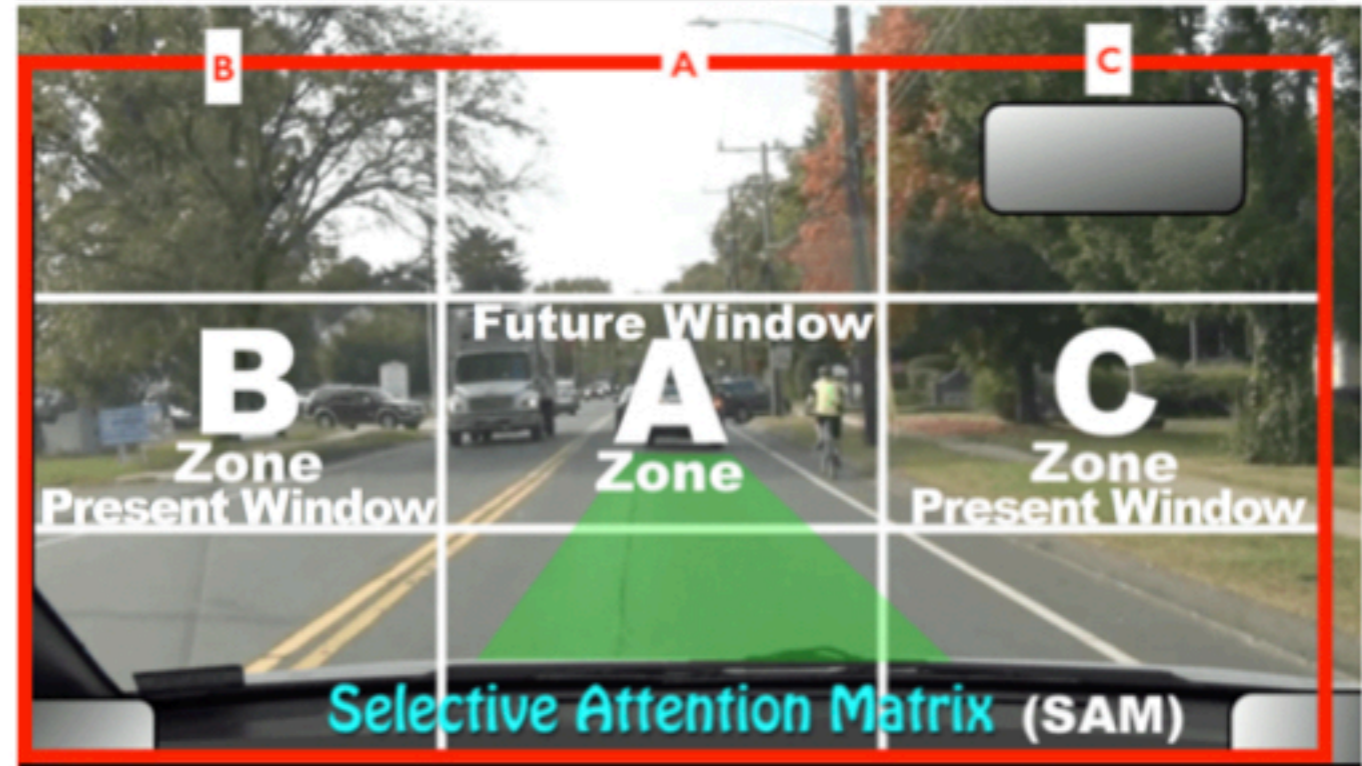 B A C
Future Window
B A C
Zone Zone Zone
Present Window Present Window
Selective Attention Matrix (SAM)